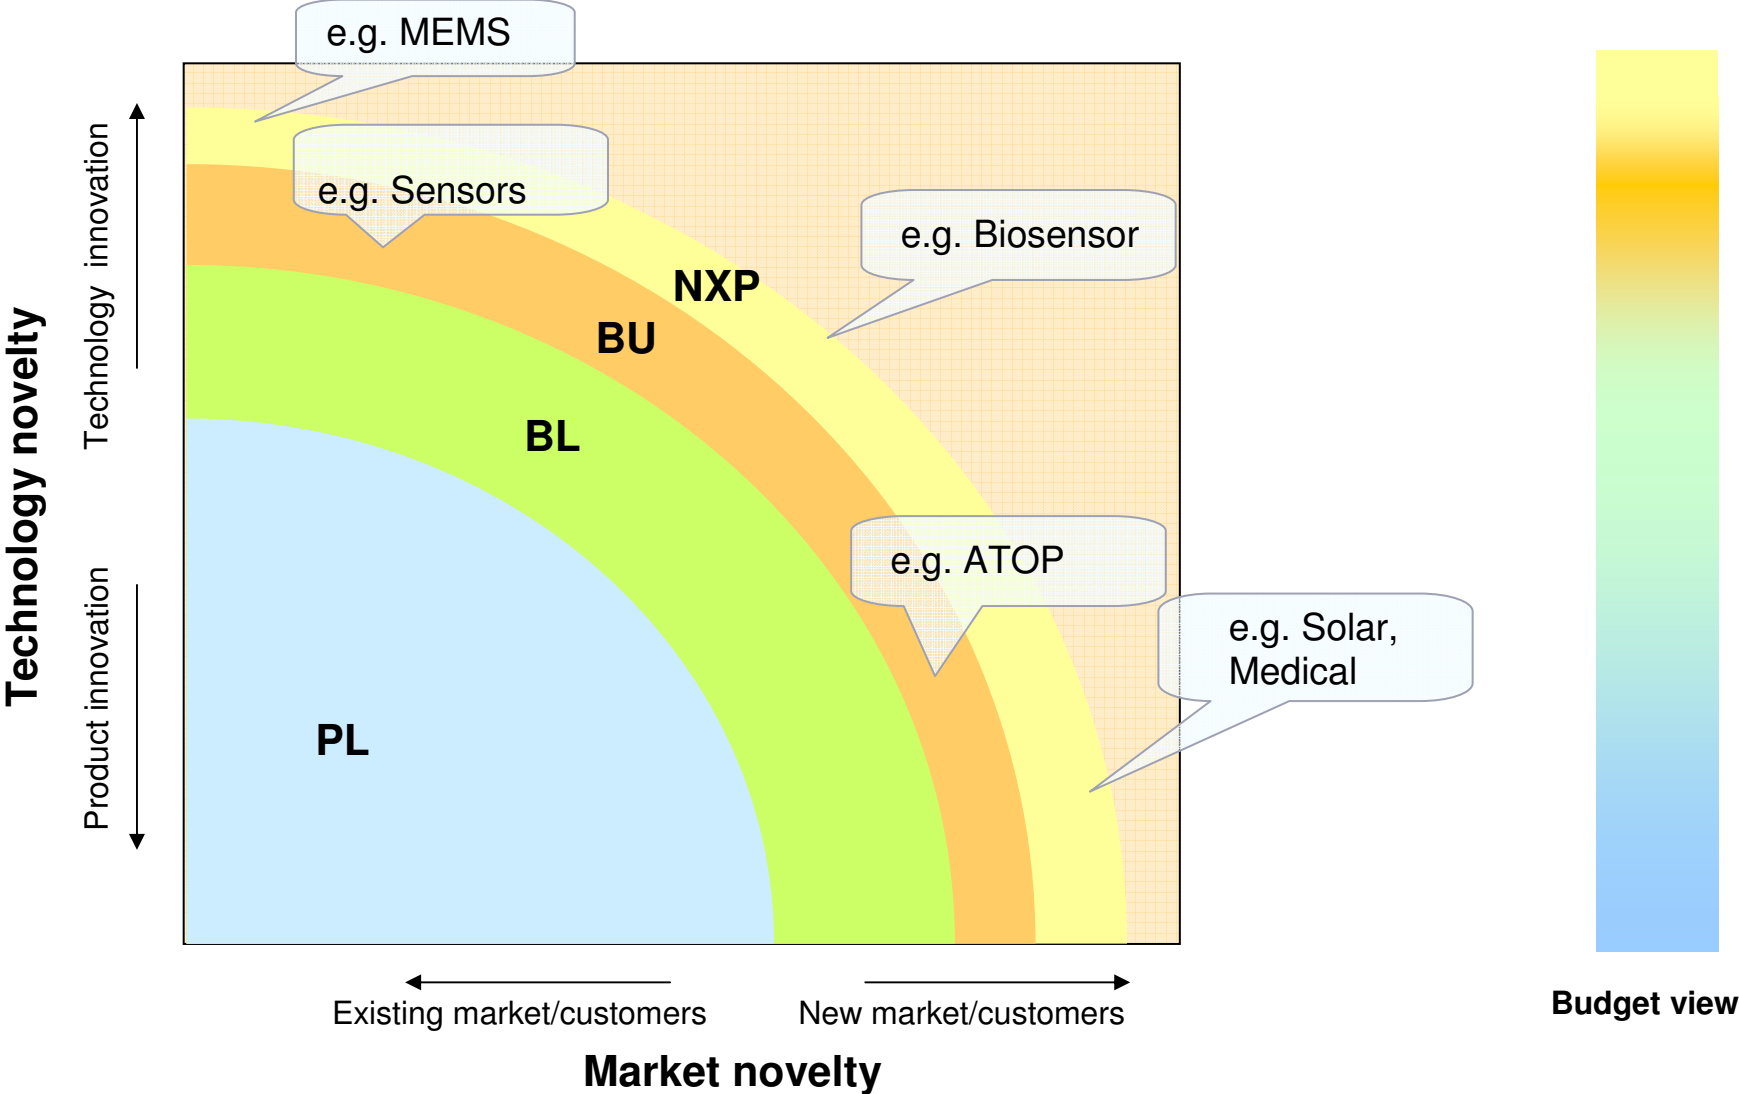 e.g. MEMS
e.g. Sensors
e.g. Biosensor
NXP
BU
BL
e.g. ATOP
e.g. Solar,
Medical
PL
Technology novelty
Technology innovation
Product innovation
Existing market/customers
New market/customers
Market novelty
Budget view